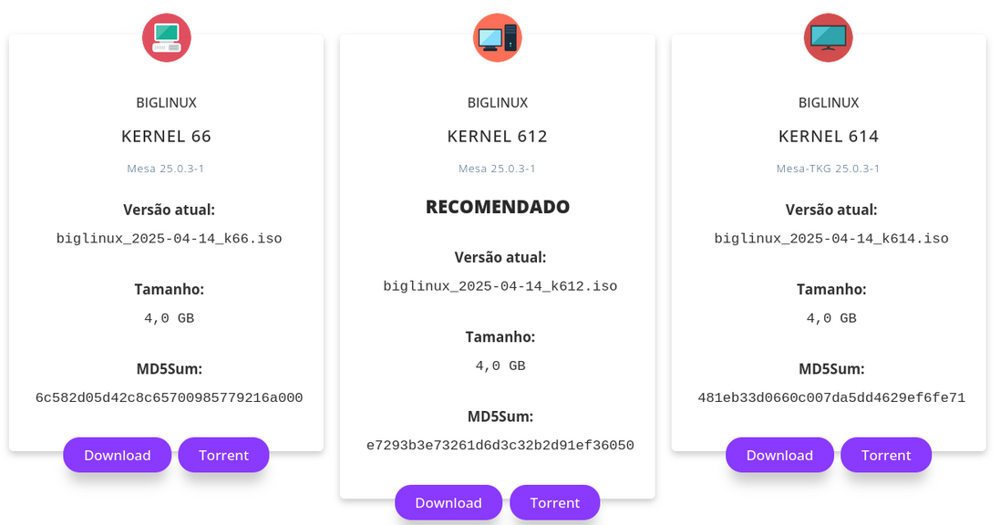 BIGLINUX
KERNEL 66
Mesa 25.0.3-1
Versão atual:
biglinux_2025-04-14_k66.iso
Tamanho:
4,0 GB
MD5Sum:
6c582d05d42c8c65700985779216a000
Download
Torrent
BIGLINUX
KERNEL 612
Mesa 25.0.3-1
RECOMENDADO
Versão atual:
biglinux_2025-04-14_k612.iso
Tamanho:
4,0 GB
MD5Sum:
e7293b3e73261d6d3c32b2d91ef36050
Download
Torrent
BIGLINUX
KERNEL 614
Mesa-TKG 25.0.3-1
Versão atual:
biglinux_2025-04-14_k614.iso
Tamanho:
4,0 GB
MD5Sum:
481eb33d0660c007da5dd4629ef6fe71
Download
Torrent